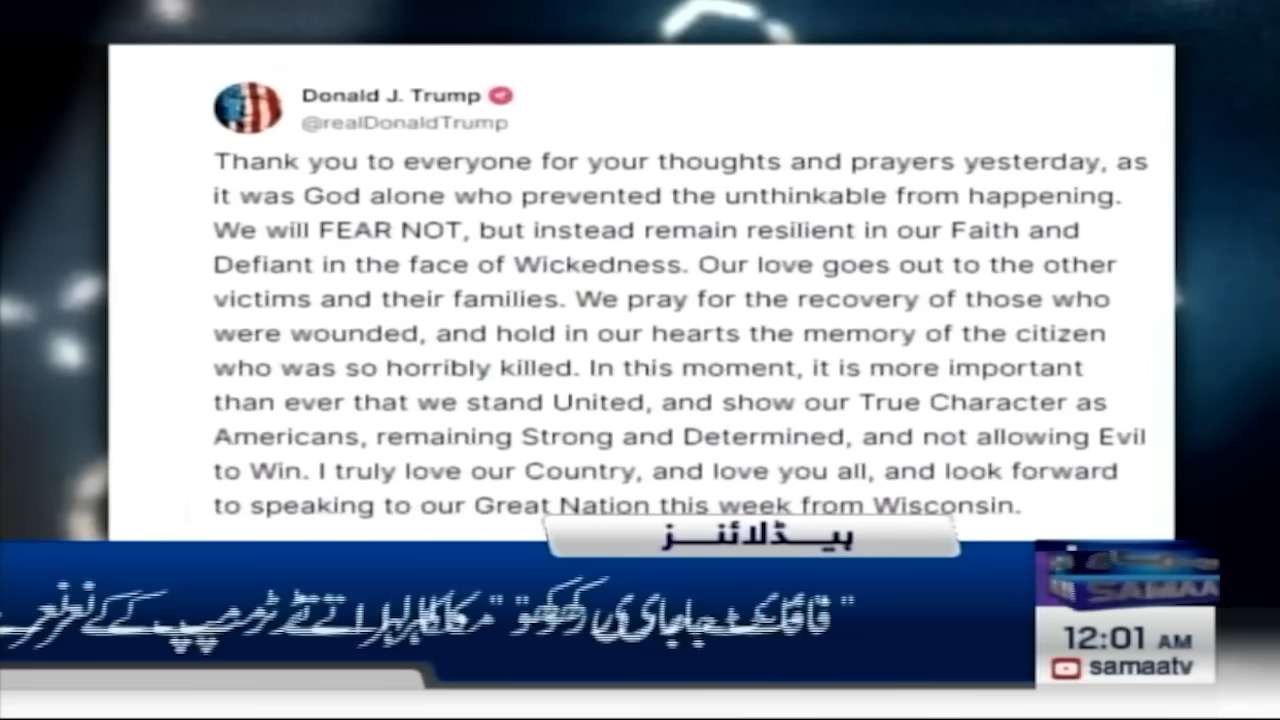 Donald J. Trump
@realDonaldTrump
Thank you to everyone for your thoughts and prayers yesterday, as
it was God alone who prevented the unthinkable from happening.
We will FEAR NOT, but instead remain resilient in our Faith and
Defiant in the face of Wickedness. Our love goes out to the other
victims and their families. We pray for the recovery of those who
were wounded, and hold in our hearts the memory of the citizen
who was so horribly killed. In this moment, it is more important
than ever that we stand United, and show our True Character as
Americans, remaining Strong and Determined, and not allowing Evil
to Win. I truly love our Country, and love you all, and look forward
to speaking to our Great Nation this week from Wisconsin.
ہیڈلائنز
SAMAA
12:01 AM
samaatv